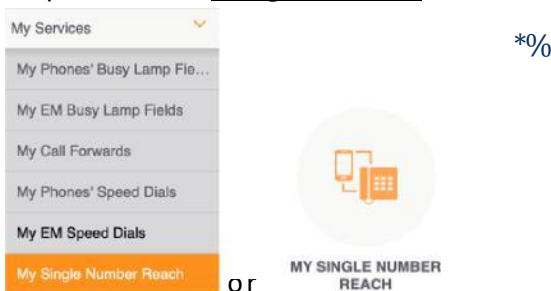 My Services
*%
My Phones' Busy Lamp Fie...
My EM Busy Lamp Fields
My Call Forwards
My Phones' Speed Dials
My EM Speed Dials
My Single Number Reach
or
MY SINGLE NUMBER
REACH